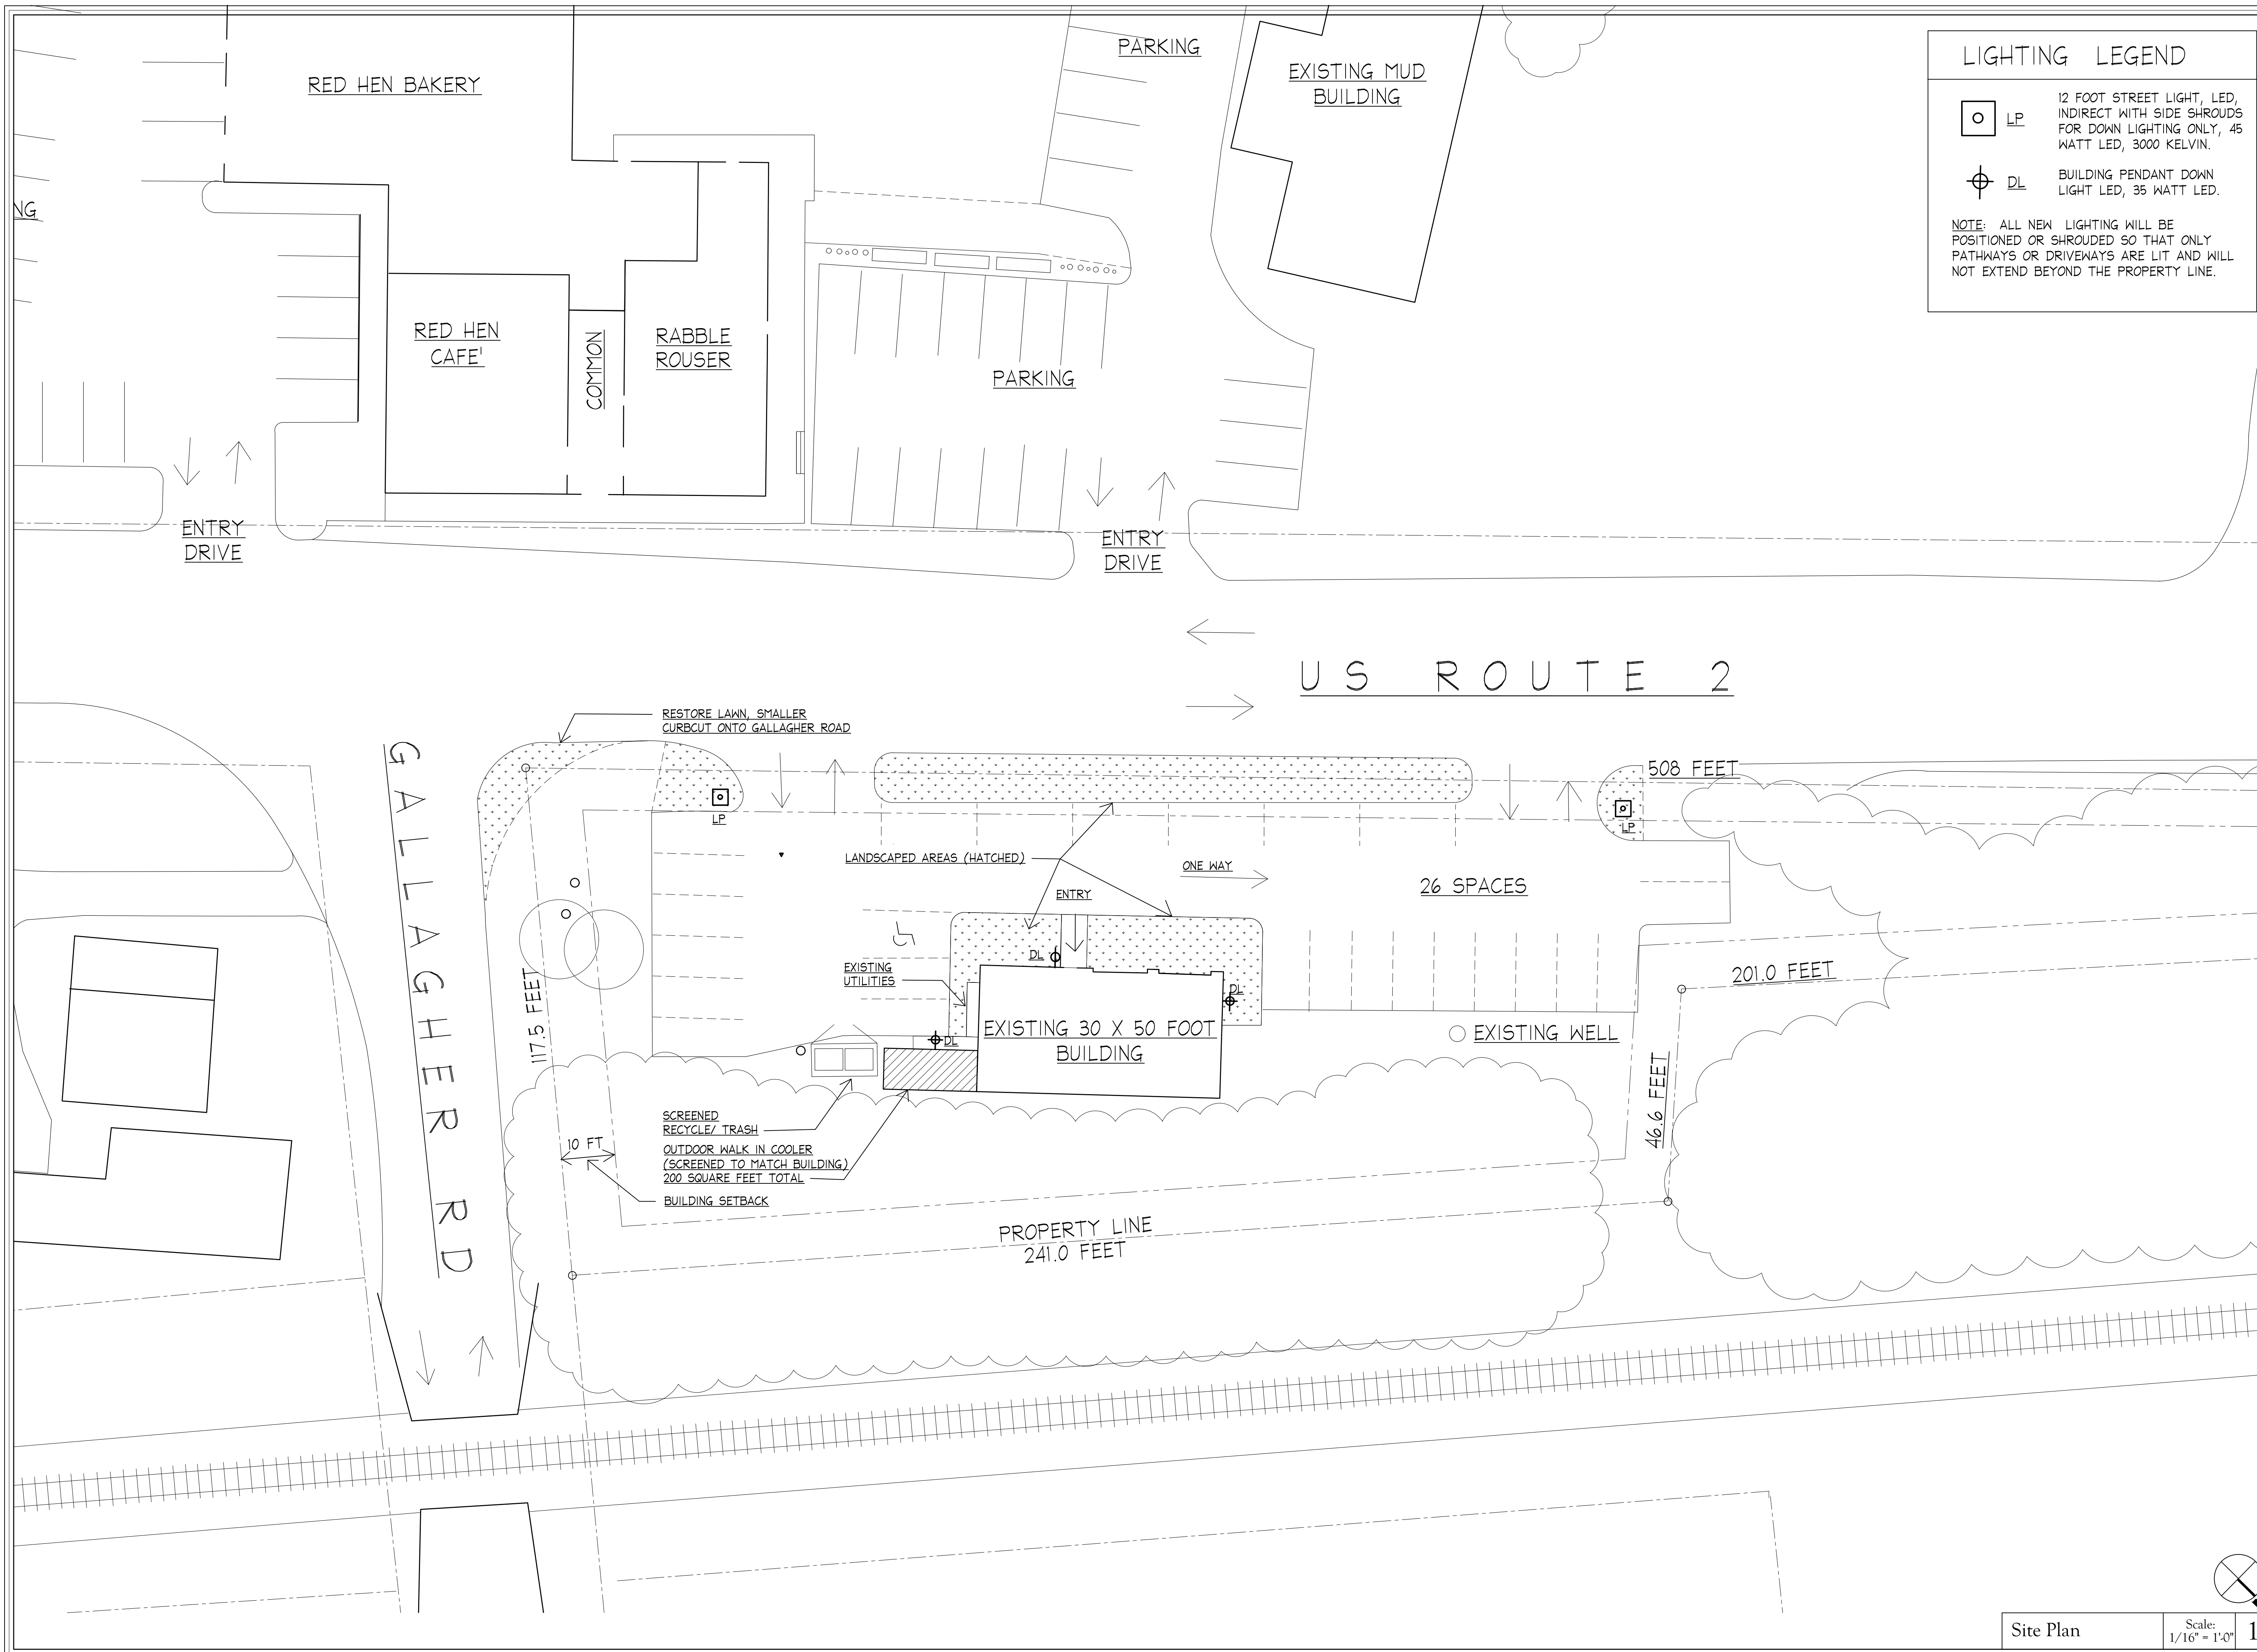 RED HEN BAKERY
PARKING
EXISTING MUD
BUILDING
LIGHTING LEGEND
LP
12 FOOT STREET LIGHT, LED,
INDIRECT WITH SIDE SHROUDS
FOR DOWN LIGHTING ONLY, 45
WATT LED, 3000 KELVIN.
DL
BUILDING PENDANT DOWN
LIGHT LED, 35 WATT LED.
NOTE: ALL NEW LIGHTING WILL BE
POSITIONED OR SHROUDED SO THAT ONLY
PATHWAYS OR DRIVEWAYS ARE LIT AND WILL
NOT EXTEND BEYOND THE PROPERTY LINE.
NG
RED HEN
CAFE'
COMMON
RABBLE
ROUSER
PARKING
ENTRY
DRIVE
ENTRY
DRIVE
US ROUTE 2
RESTORE LAWN, SMALLER
CURBCUT ONTO GALLAGHER ROAD
GALLAGHER RD
508 FEET
LP
LP
LANDSCAPED AREAS (HATCHED)
ONE WAY
ENTRY
26 SPACES
DL
EXISTING
UTILITIES
117.5 FEET
201.0 FEET
DL
EXISTING 30 X 50 FOOT
BUILDING
DL
EXISTING WELL
46.6 FEET
SCREENED
RECYCLE/ TRASH
10 FT
OUTDOOR WALK IN COOLER
(SCREENED TO MATCH BUILDING)
200 SQUARE FEET TOTAL
BUILDING SETBACK
PROPERTY LINE
241.0 FEET
Site Plan
Scale:
1/16" = 1'-0"
1